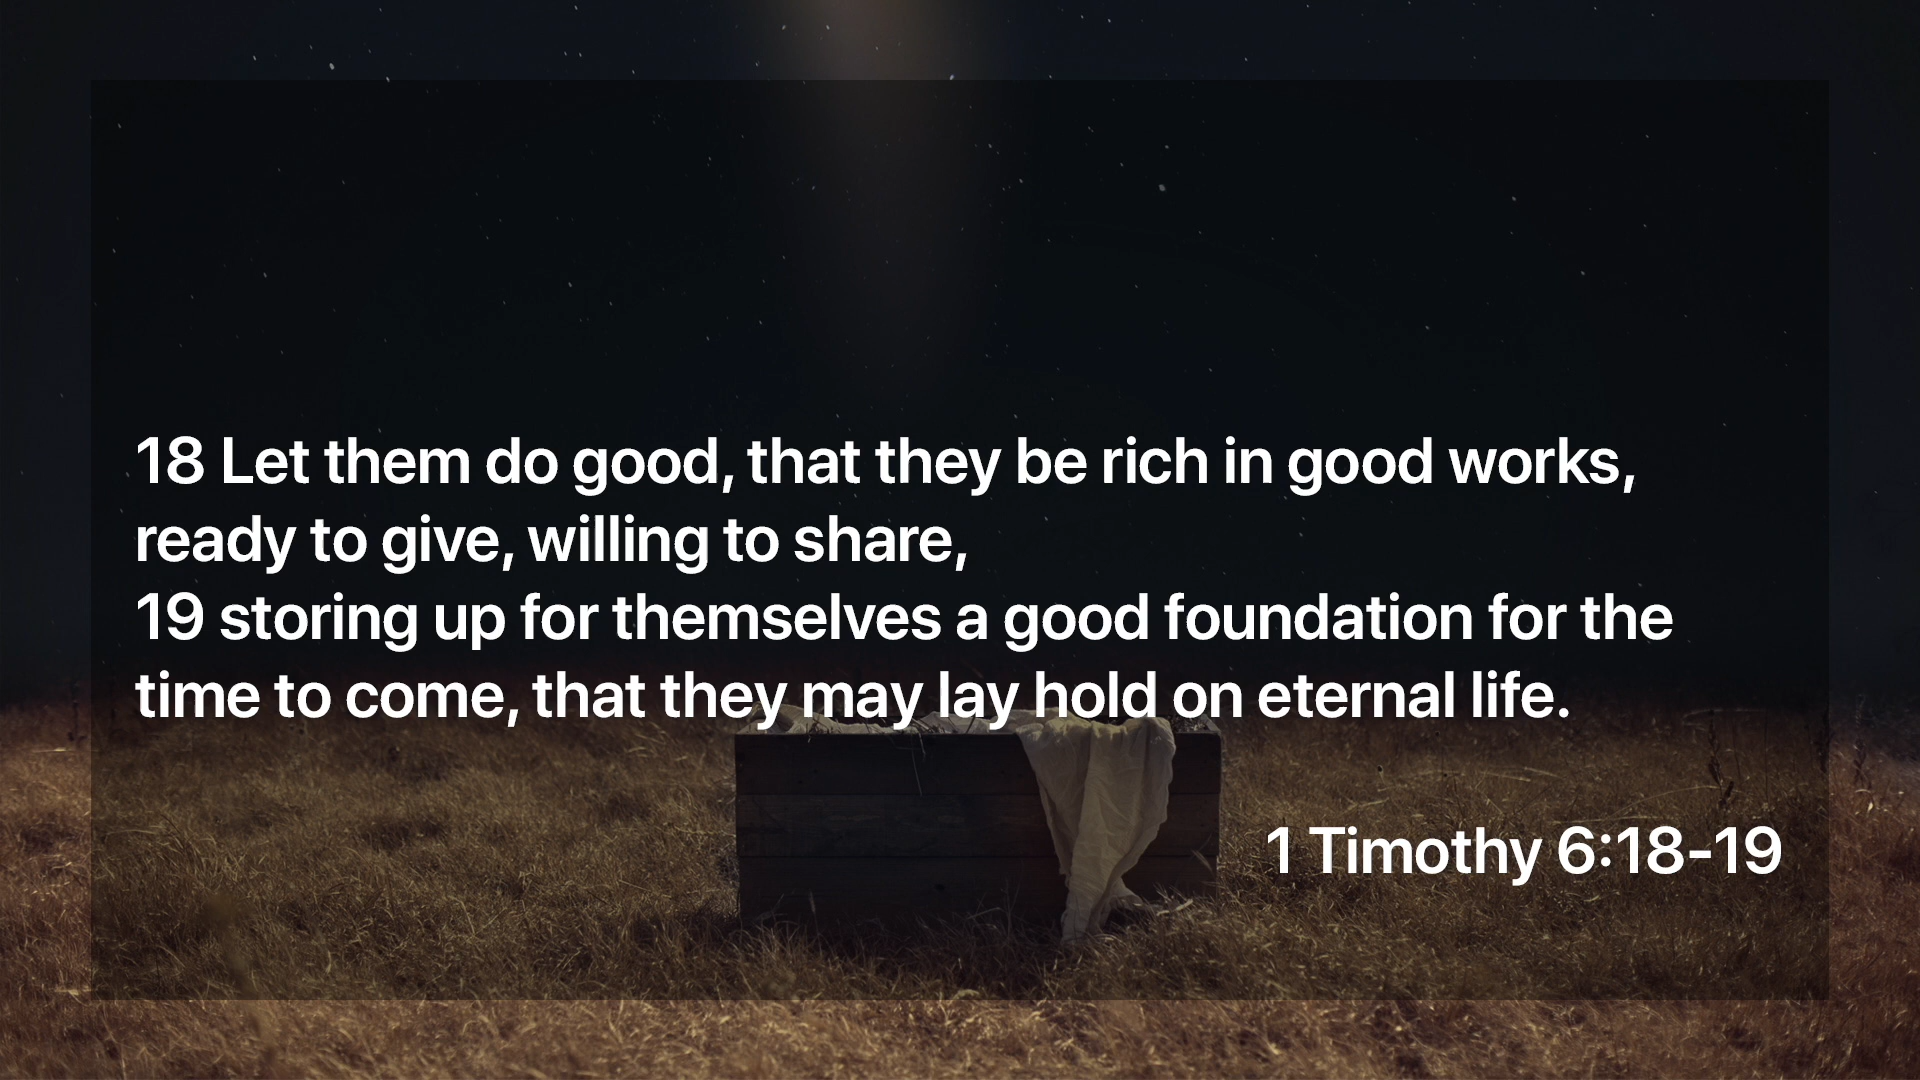 18 Let them do good, that they be rich in good works,
ready to give, willing to share,
19 storing up for themselves a good foundation for the
time to come, that they may lay hold on eternal life.
1 Timothy 6:18-19